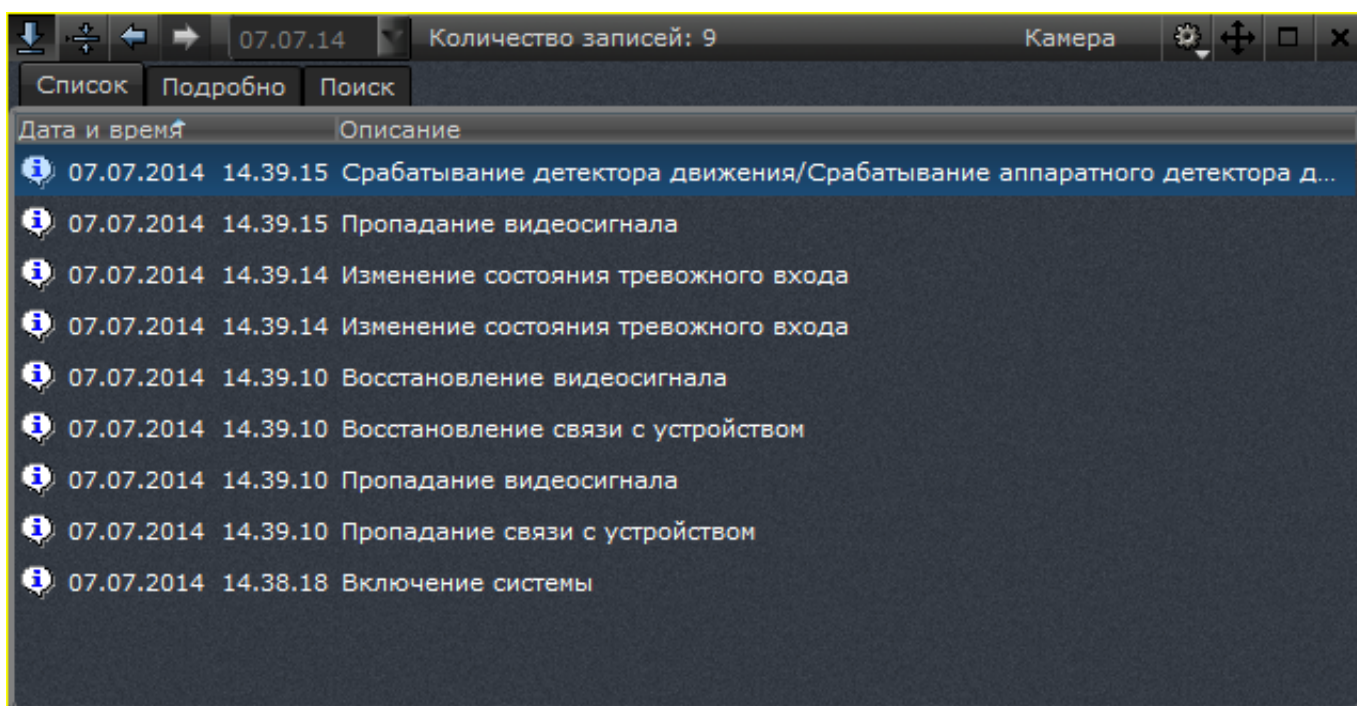 07.07.14 Количество записей: 9 Камера
Список Подробно Поиск
Дата и время Описание
07.07.2014 14.39.15 Срабатывание детектора движения/Срабатывание аппаратного детектора д...
07.07.2014 14.39.15 Пропадание видеосигнала
07.07.2014 14.39.14 Изменение состояния тревожного входа
07.07.2014 14.39.14 Изменение состояния тревожного входа
07.07.2014 14.39.10 Восстановление видеосигнала
07.07.2014 14.39.10 Восстановление связи с устройством
07.07.2014 14.39.10 Пропадание видеосигнала
07.07.2014 14.39.10 Пропадание связи с устройством
07.07.2014 14.38.18 Включение системы